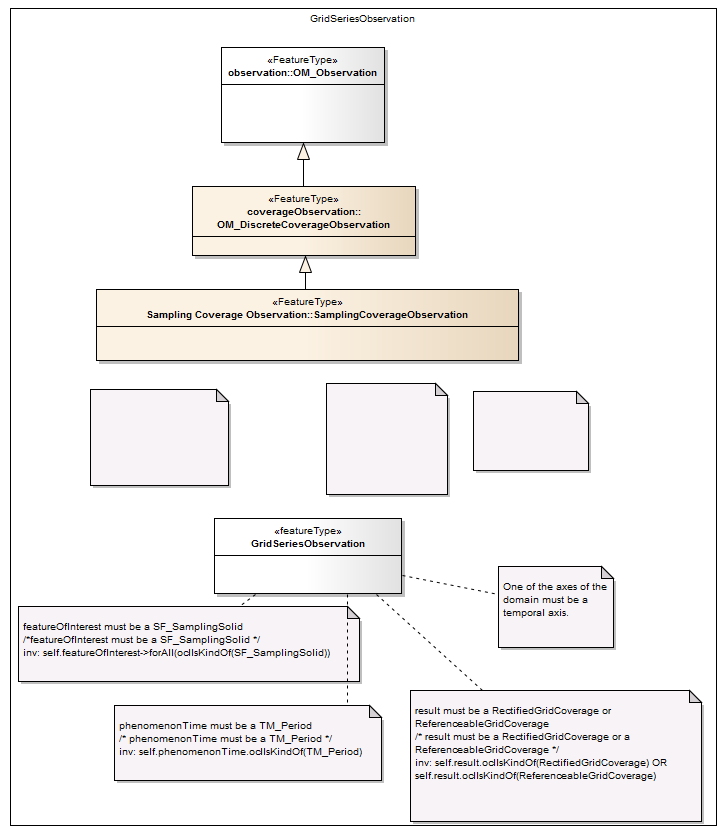 GridSeriesObservation
«FeatureType»
observation::OM_Observation
«FeatureType»
coverageObservation::
OM_DiscreteCoverageObservation
«FeatureType»
Sampling Coverage Observation::SamplingCoverageObservation
«featureType»
GridSeriesObservation
One of the axes of the
domain must be a
temporal axis.
featureOfInterest must be a SF_SamplingSolid
/*featureOfInterest must be a SF_SamplingSolid */
inv: self.featureOfInterest->forAll(oclIsKindOf(SF_SamplingSolid))
phenomenonTime must be a TM_Period
/* phenomenonTime must be a TM_Period */
inv: self.phenomenonTime.oclIsKindOf(TM_Period)
result must be a RectifiedGridCoverage or
ReferenceableGridCoverage
/* result must be a RectifiedGridCoverage or a
ReferenceableGridCoverage */
inv: self.result.oclIsKindOf(RectifiedGridCoverage) OR
self.result.oclIsKindOf(ReferenceableGridCoverage)